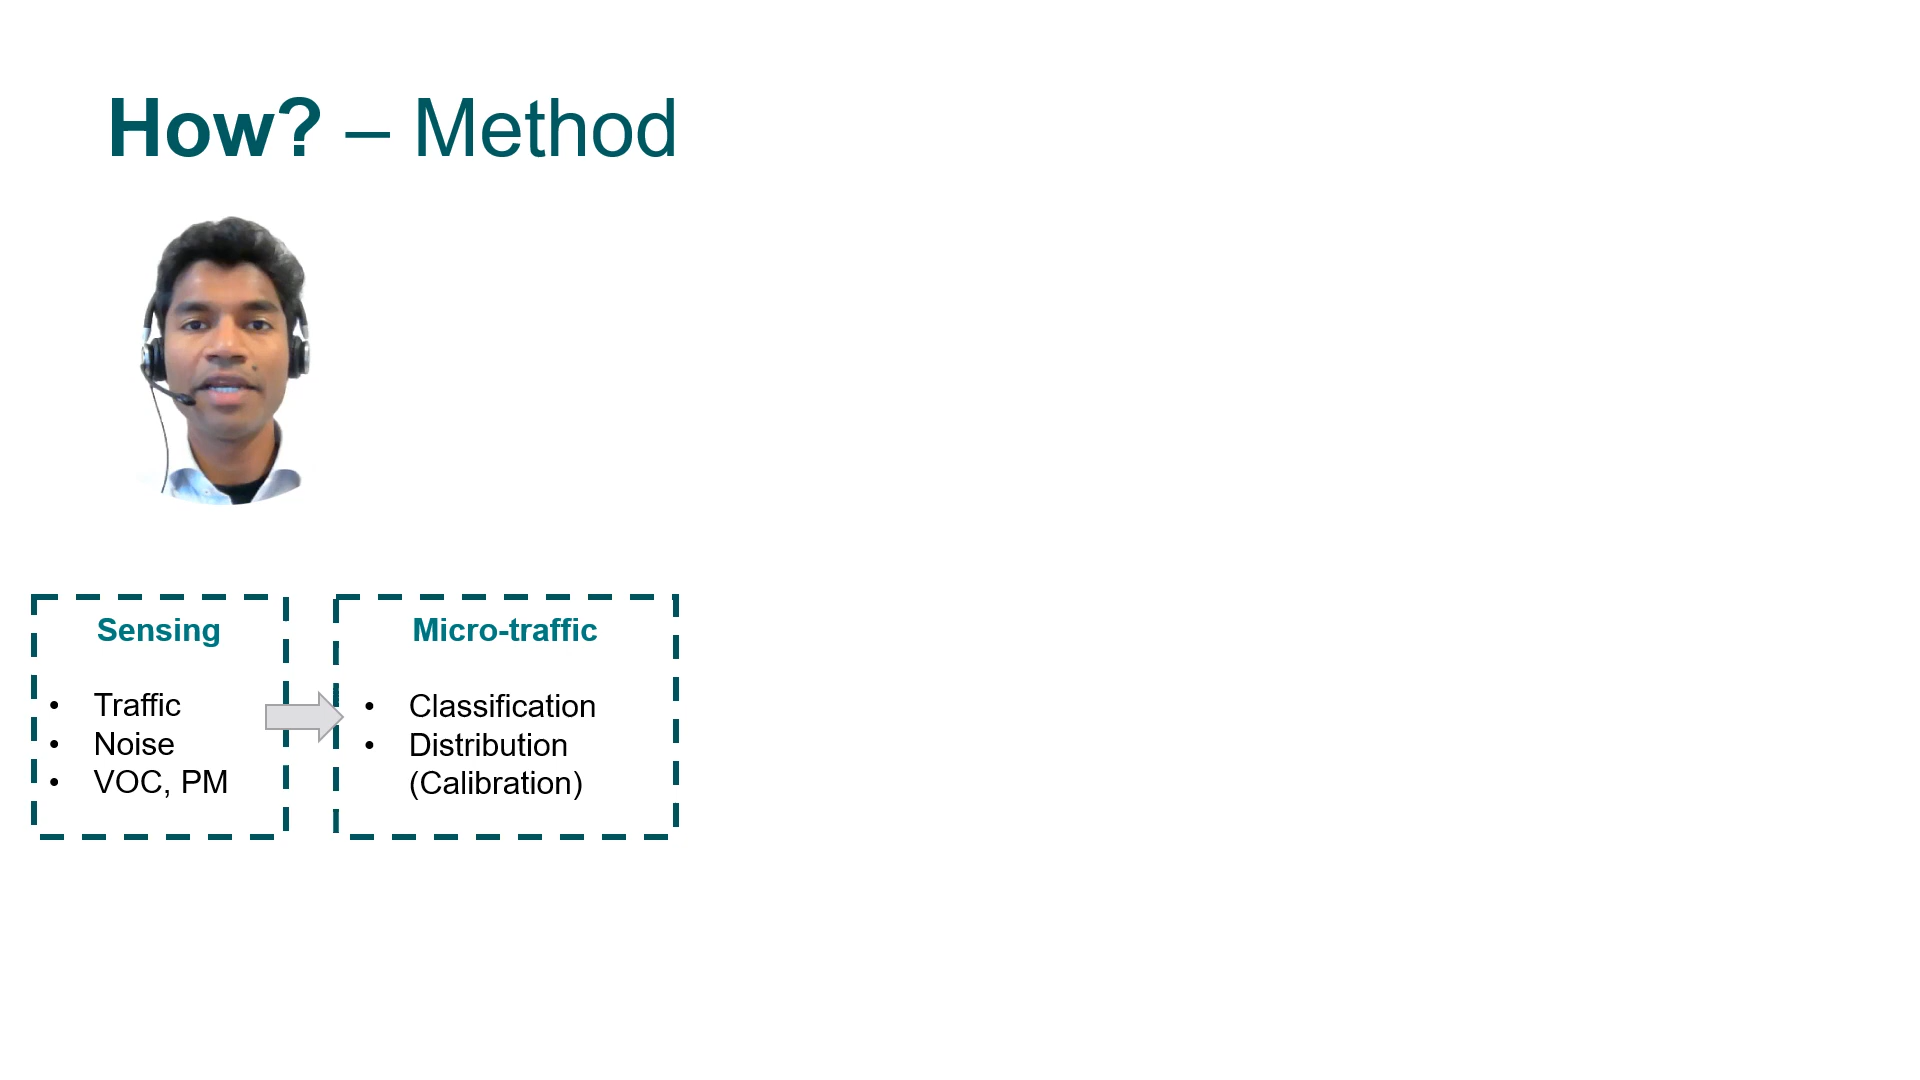 How? – Method
Sensing
• Traffic
• Noise
• VOC, PM
Micro-traffic
• Classification
• Distribution
(Calibration)